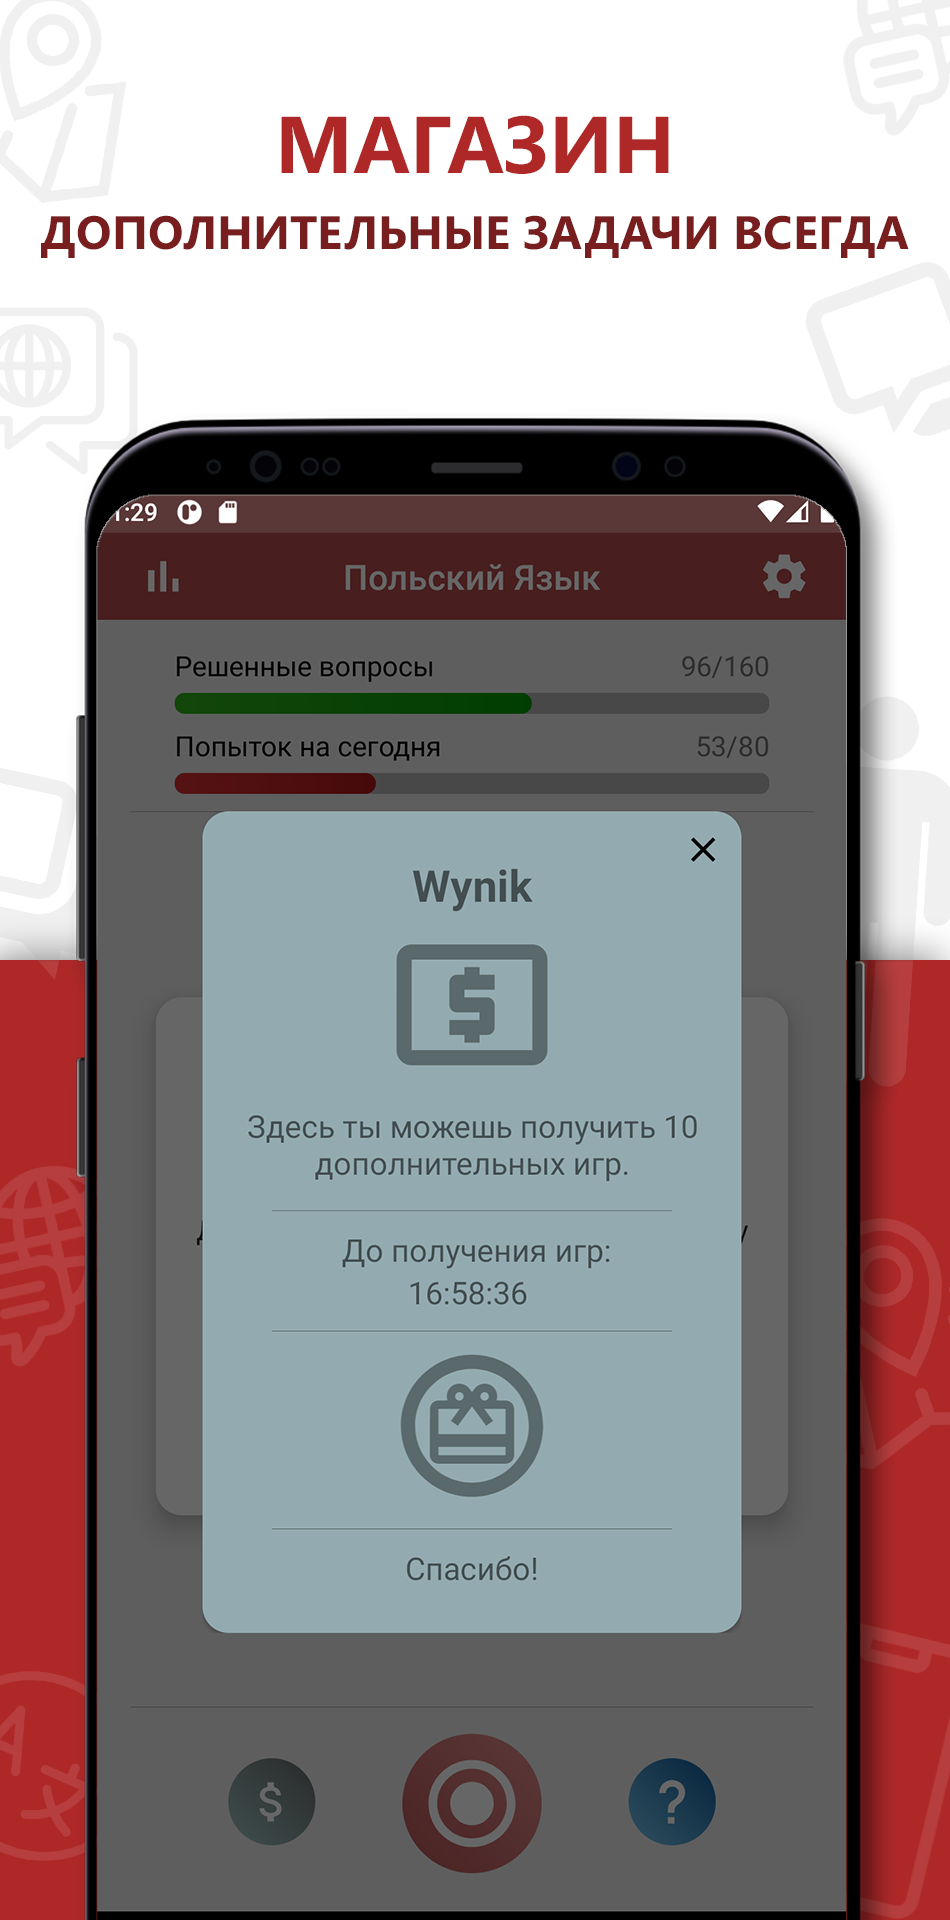 МАГАЗИН
ДОПОЛНИТЕЛЬНЫЕ ЗАДАЧИ ВСЕГДА
1:29
Польский Язык
Решенные вопросы 96/160
Попыток на сегодня 53/80
Wynik
Здесь ты можешь получить 10
дополнительных игр.
До получения игр:
16:58:36
Спасибо!